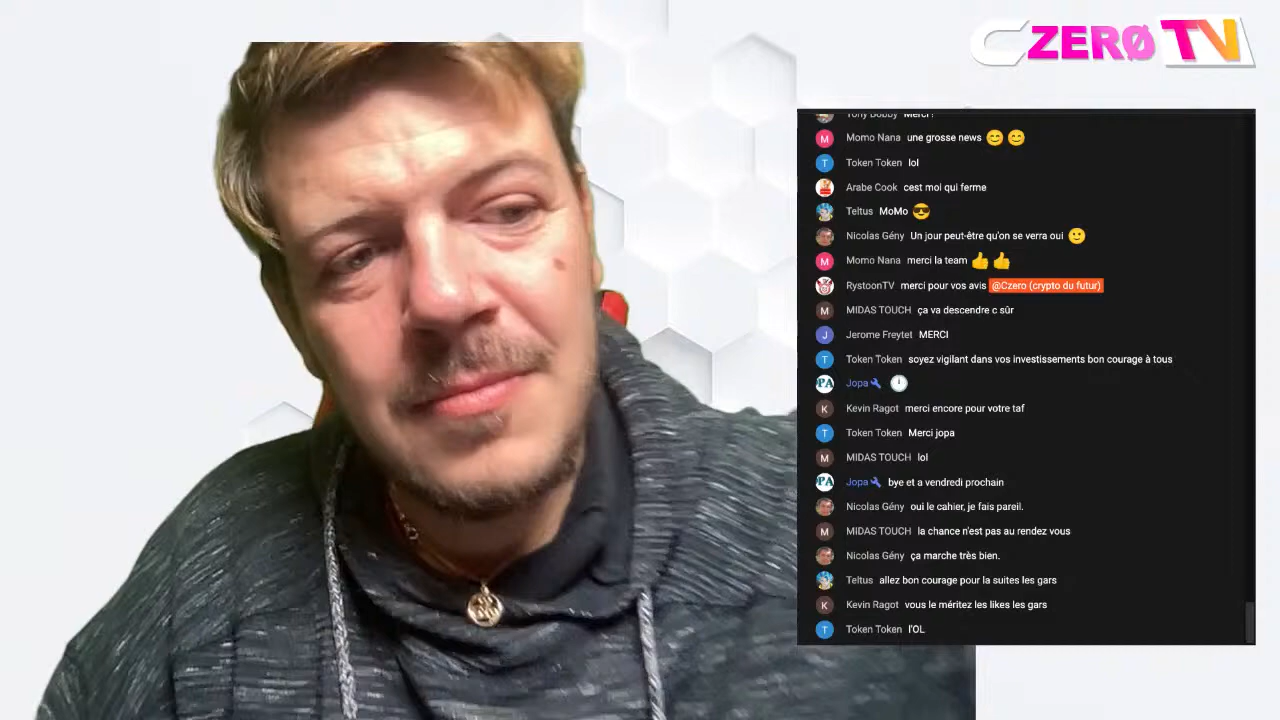 CZERØ TV
Tony Bobby Merci !
M Momo Nana une grosse news
T Token Token lol
Arabe Cook cest moi qui ferme
Teltus MoMo
Nicolas Gény Un jour peut-être qu'on se verra oui
M Momo Nana merci la team
RystoonTV merci pour vos avis @Czero (crypto du futur)
M MIDAS TOUCH ça va descendre c sûr
J Jerome Freytet MERCI
T Token Token soyez vigilant dans vos investissements bon courage à tous
PA Jopa
K Kevin Ragot merci encore pour votre taf
T Token Token Merci jopa
M MIDAS TOUCH lol
PA Jopa bye et a vendredi prochain
Nicolas Gény oui le cahier, je fais pareil.
M MIDAS TOUCH la chance n'est pas au rendez vous
Nicolas Gény ça marche très bien.
Teltus allez bon courage pour la suites les gars
K Kevin Ragot vous le méritez les likes les gars
T Token Token l'OL